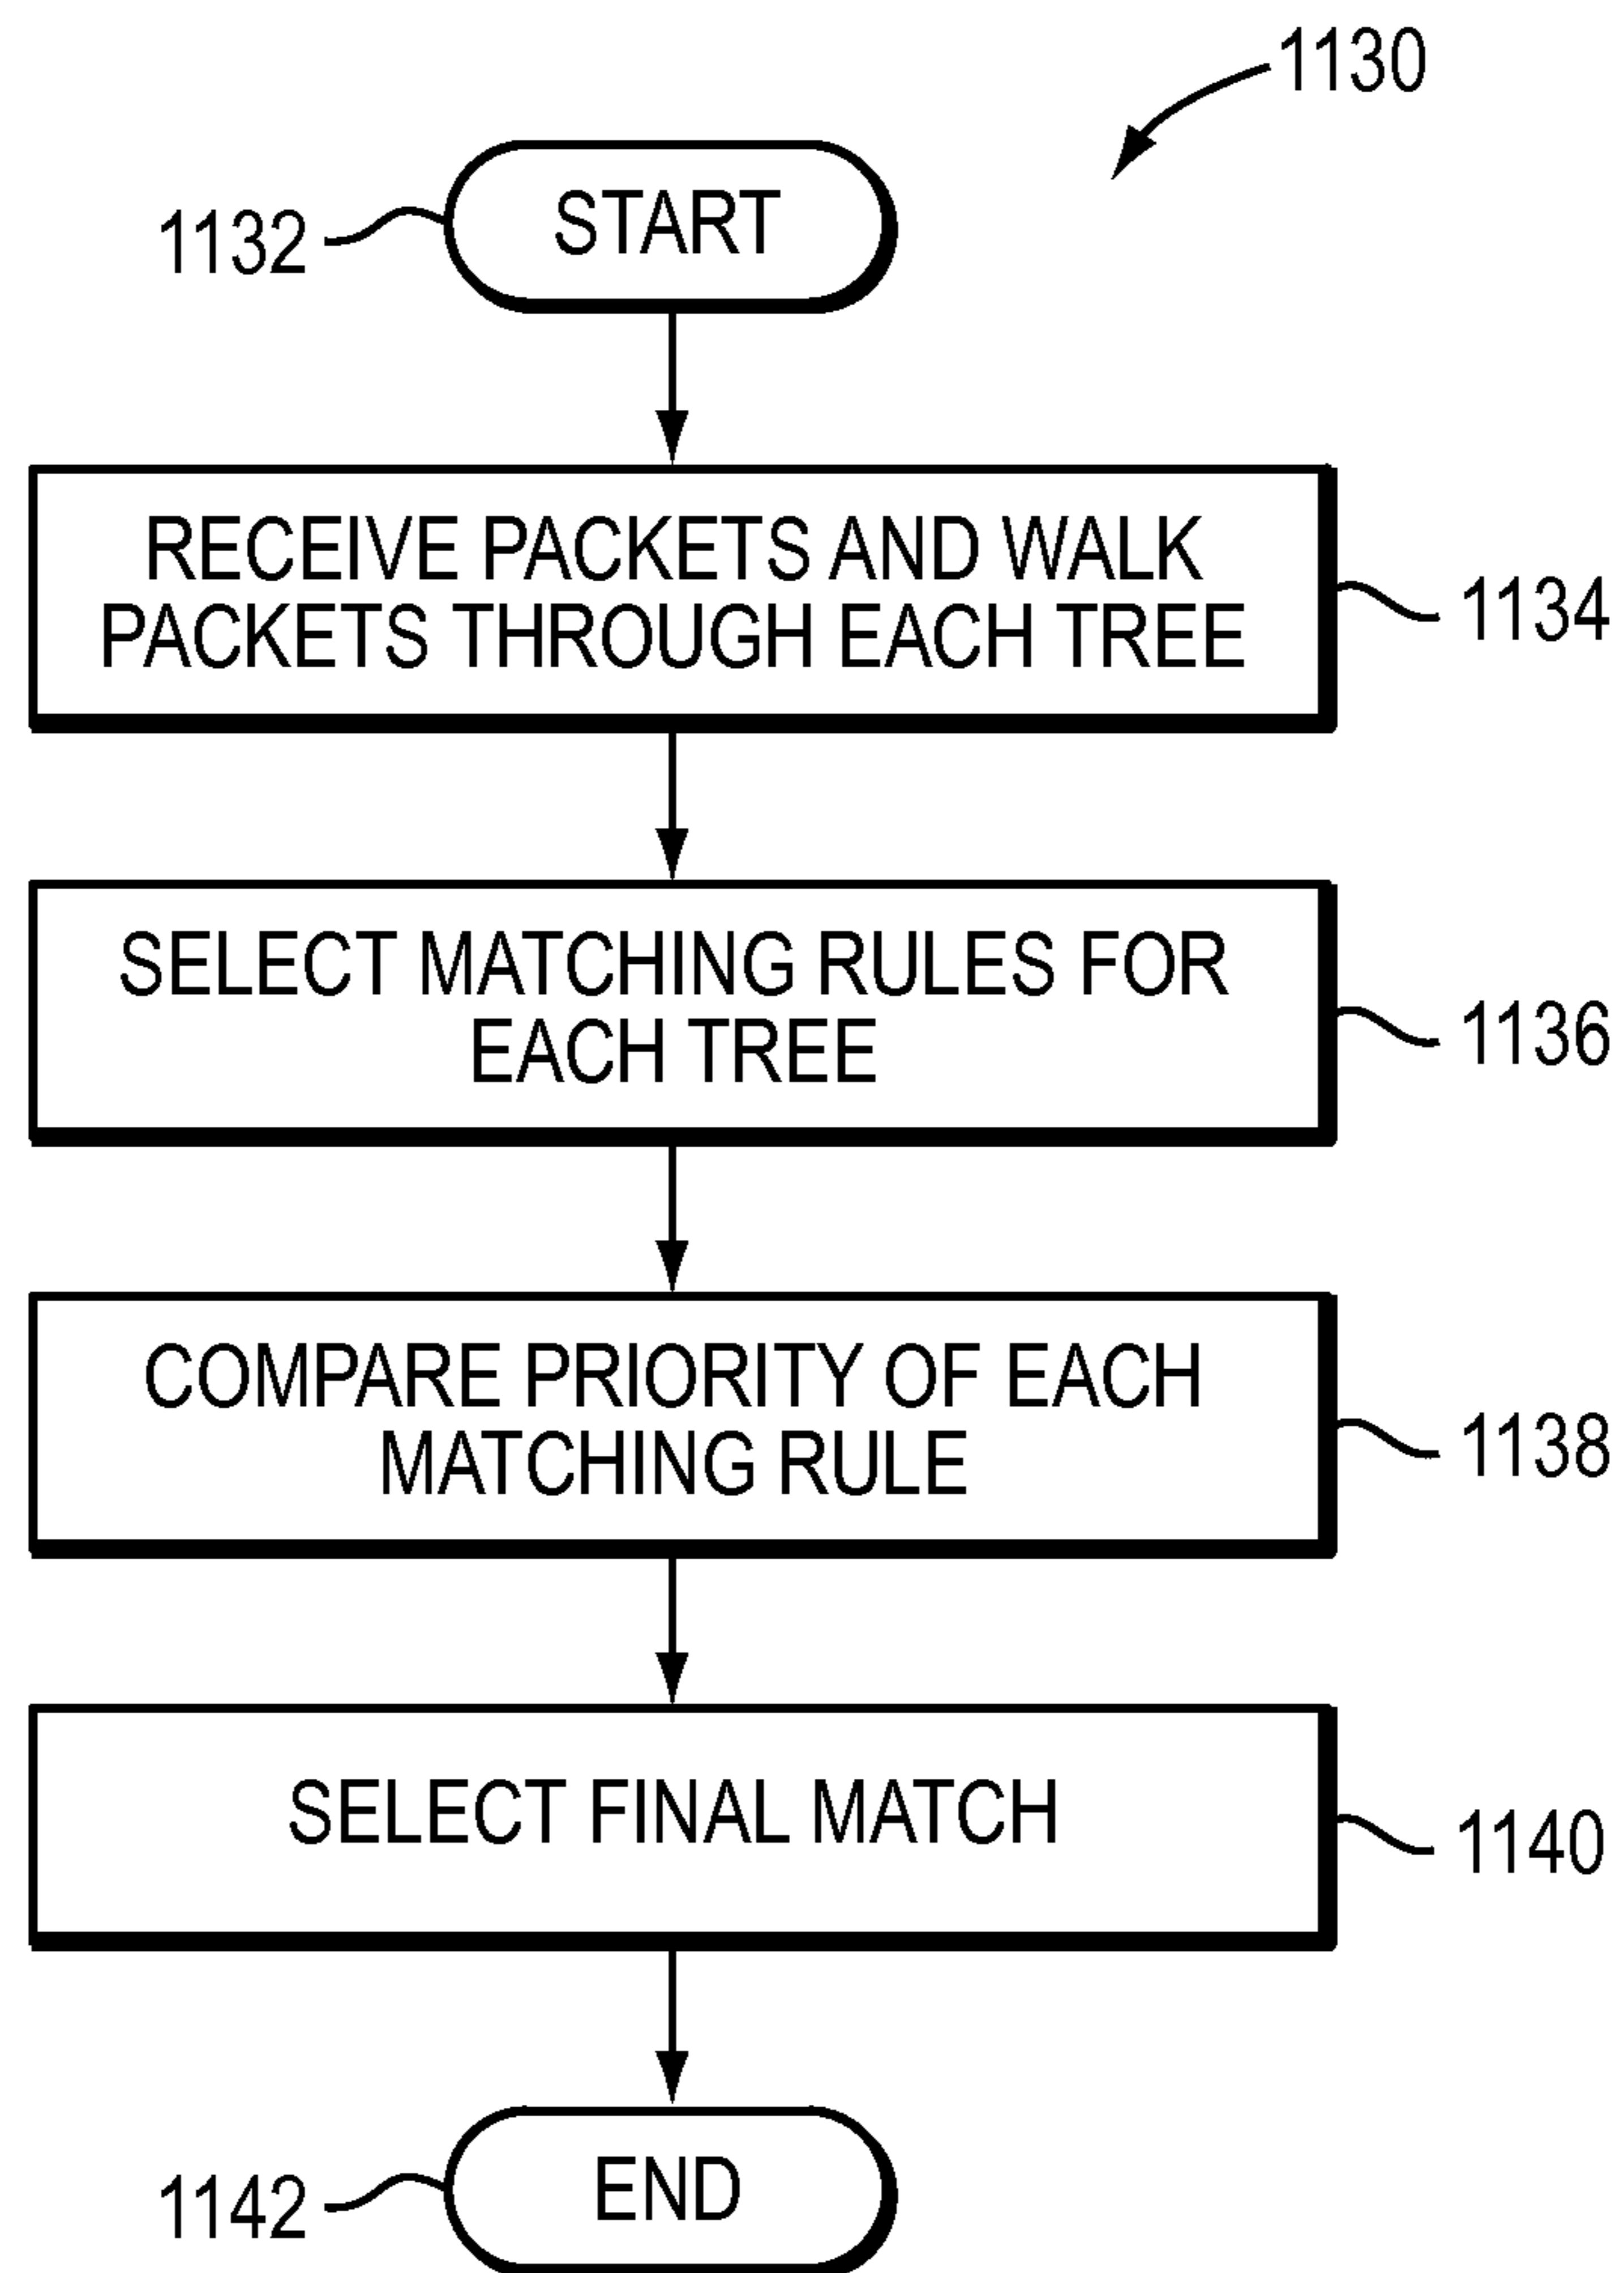 1130
1132
START
RECEIVE PACKETS AND WALK
PACKETS THROUGH EACH TREE
1134
SELECT MATCHING RULES FOR
EACH TREE
1136
COMPARE PRIORITY OF EACH
MATCHING RULE
1138
SELECT FINAL MATCH
1140
1142
END